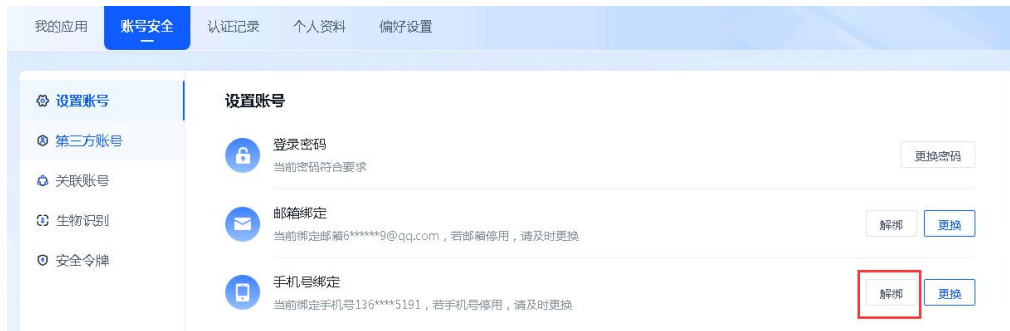 我的应用 账号安全 认证记录 个人资料 偏好设置
设置账号
第三方账号
关联账号
生物识别
安全令牌
设置账号
登录密码
当前密码符合要求
更换密码
邮箱绑定
当前绑定邮箱6******9@qq.com，若邮箱停用，请及时更换
解绑 更换
手机号绑定
当前绑定手机号136****5191，若手机号停用，请及时更换
解绑 更换